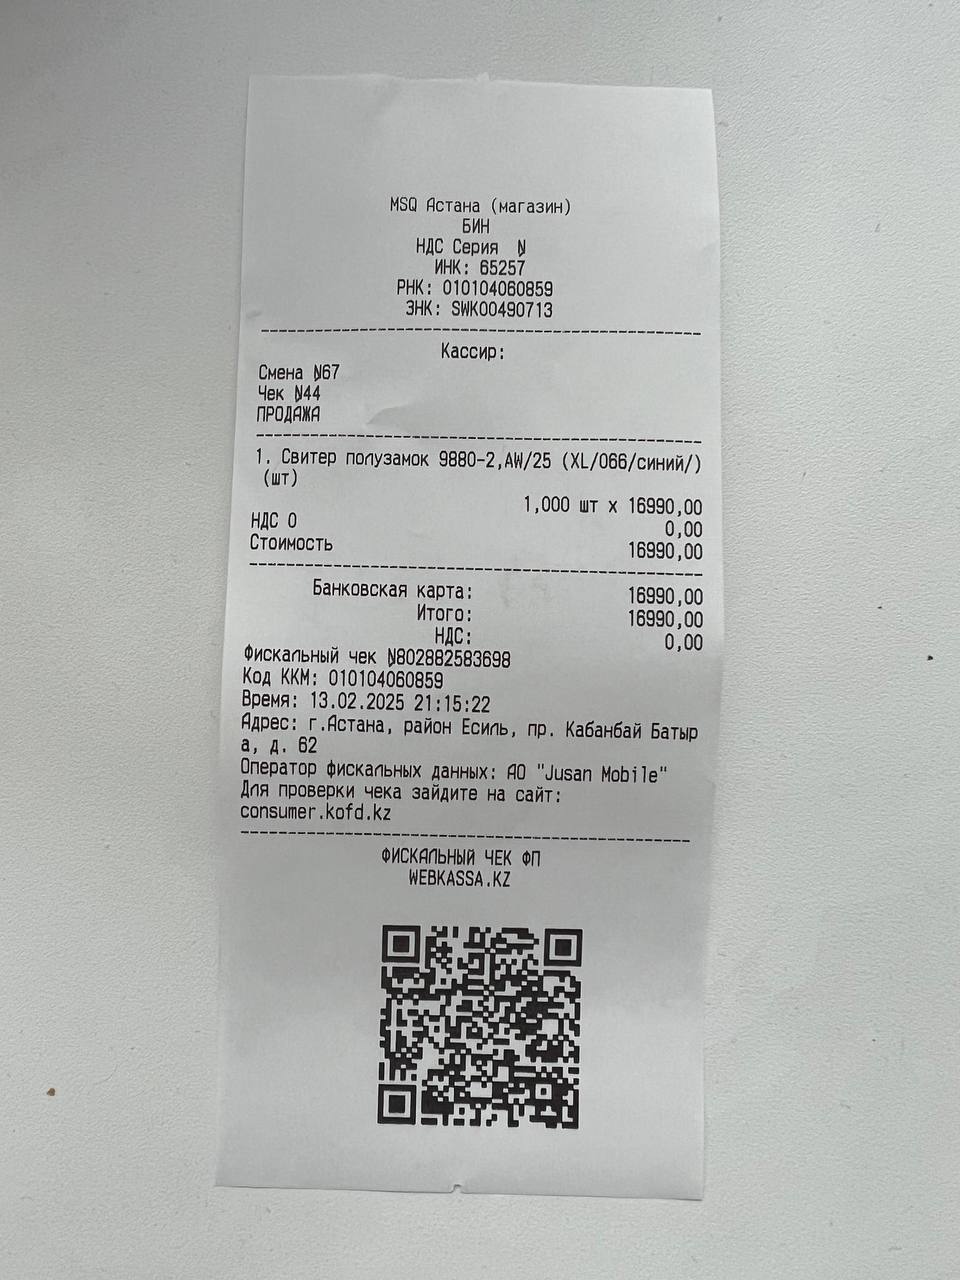 MSQ Астана (магазин)
БИН
НДС Серия №
ИНК: 65257
РНК: 010104060859
ЗНК: SWK00490713
Кассир:
Смена №67
Чек №44
ПРОДАЖА
1. Свитер полузамок 9880-2,AW/25 (XL/066/синий/)
(шт)
1,000 шт x 16990,00
НДС 0 0,00
Стоимость 16990,00
Банковская карта: 16990,00
Итого: 16990,00
НДС: 0,00
Фискальный чек №802882583698
Код ККМ: 010104060859
Время: 13.02.2025 21:15:22
Адрес: г.Астана, район Есиль, пр. Кабанбай Батыр
а, д. 62
Оператор фискальных данных: АО "Jusan Mobile"
Для проверки чека зайдите на сайт:
consumer.kofd.kz
ФИСКАЛЬНЫЙ ЧЕК ФП
WEBKASSA.KZ